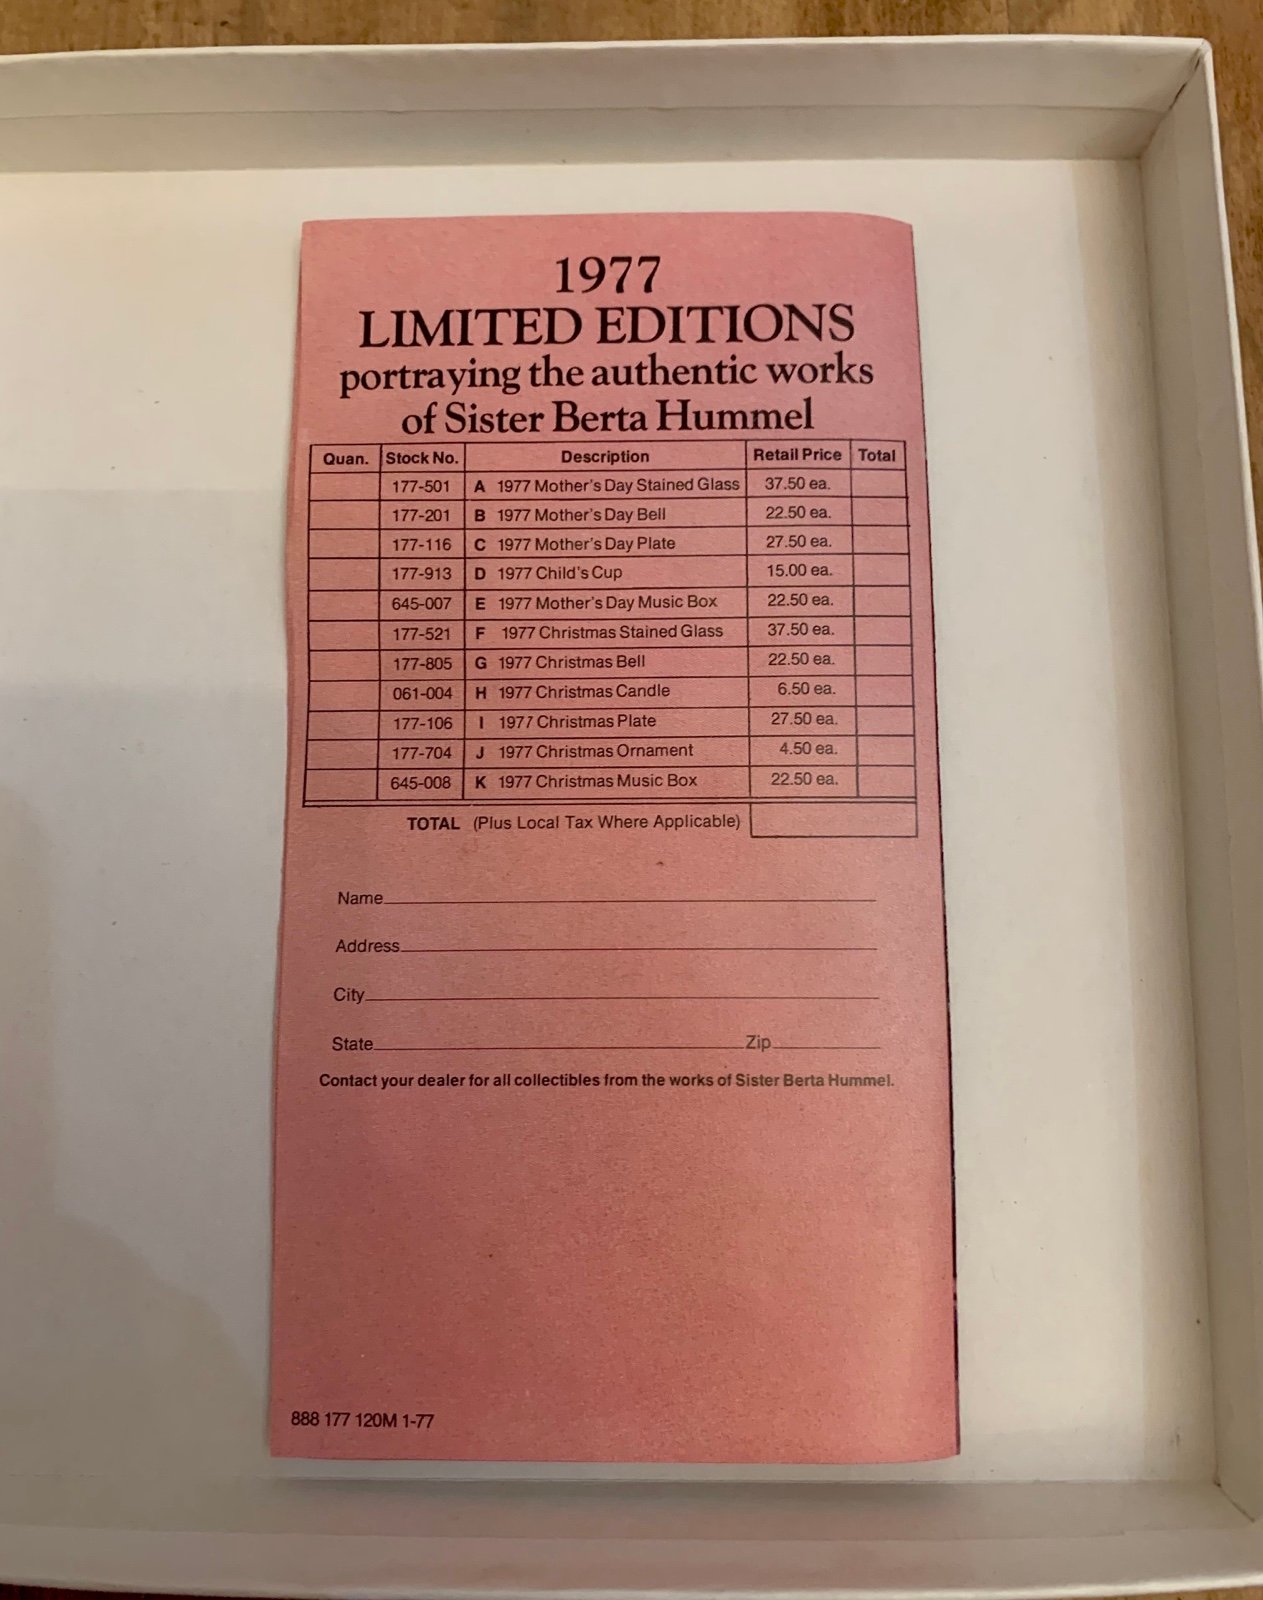 1977
LIMITED EDITIONS
portraying the authentic works
of Sister Berta Hummel
Quan. Stock No. Description Retail Price Total
177-501 A 1977 Mother's Day Stained Glass 37.50 ea.
177-201 B 1977 Mother's Day Bell 22.50 ea.
177-116 C 1977 Mother's Day Plate 27.50 ea.
177-913 D 1977 Child's Cup 15.00 ea.
645-007 E 1977 Mother's Day Music Box 22.50 ea.
177-521 F 1977 Christmas Stained Glass 37.50 ea.
177-805 G 1977 Christmas Bell 22.50 ea.
061-004 H 1977 Christmas Candle 6.50 ea.
177-106 I 1977 Christmas Plate 27.50 ea.
177-704 J 1977 Christmas Ornament 4.50 ea.
645-008 K 1977 Christmas Music Box 22.50 ea.
TOTAL (Plus Local Tax Where Applicable)
Name
Address
City
State Zip
Contact your dealer for all collectibles from the works of Sister Berta Hummel.
888 177 120M 1-77